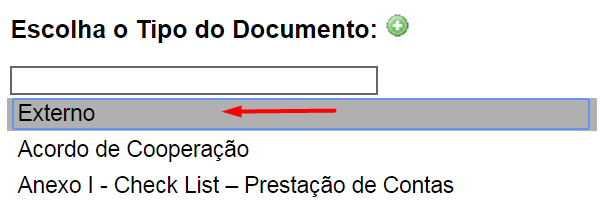 Escolha o Tipo do Documento:
Externo
Acordo de Cooperação
Anexo I - Check List – Prestação de Contas